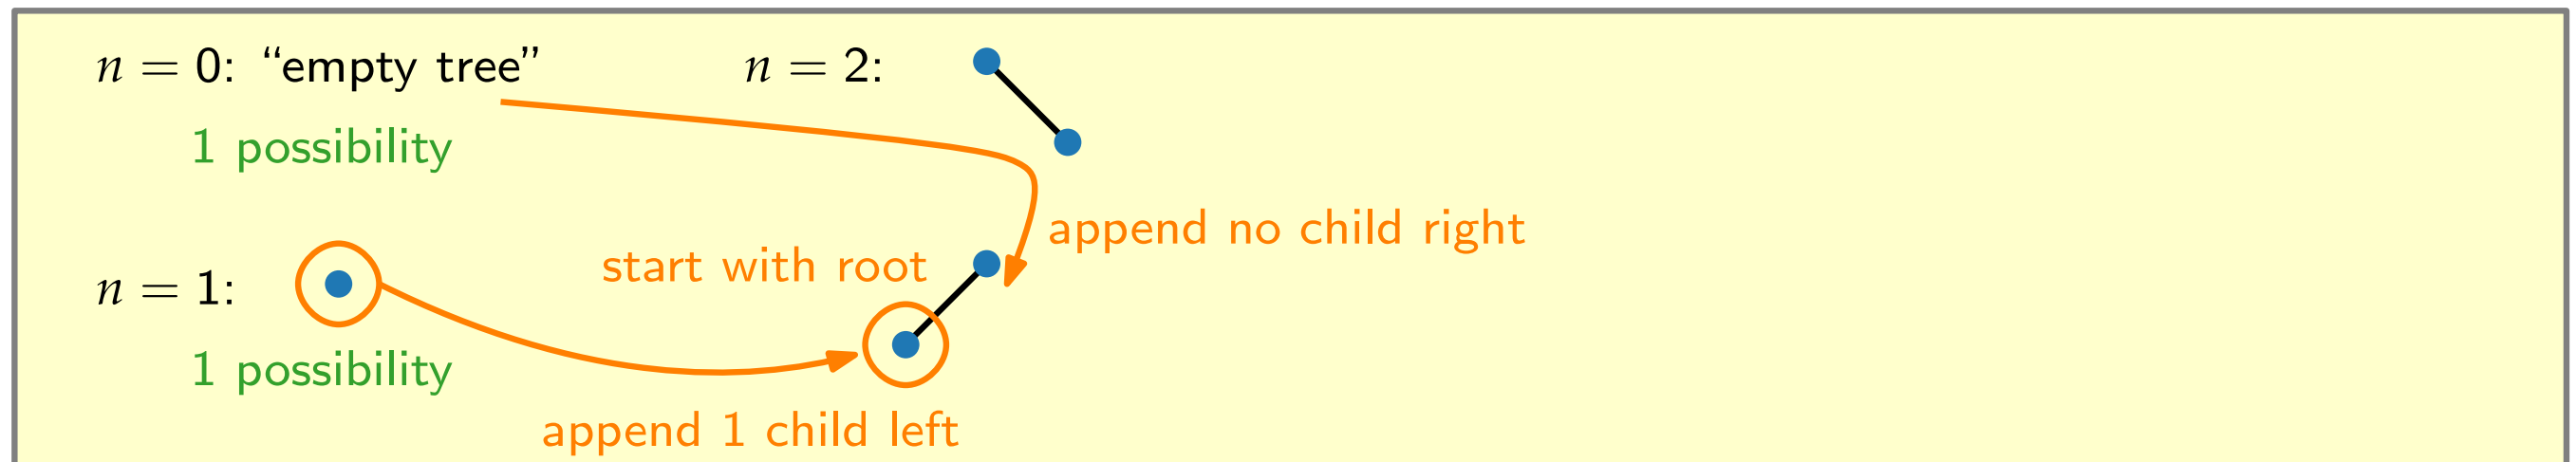 n = 0: “empty tree”
1 possibility
n = 2:
append no child right
start with root
n = 1:
1 possibility
append 1 child left